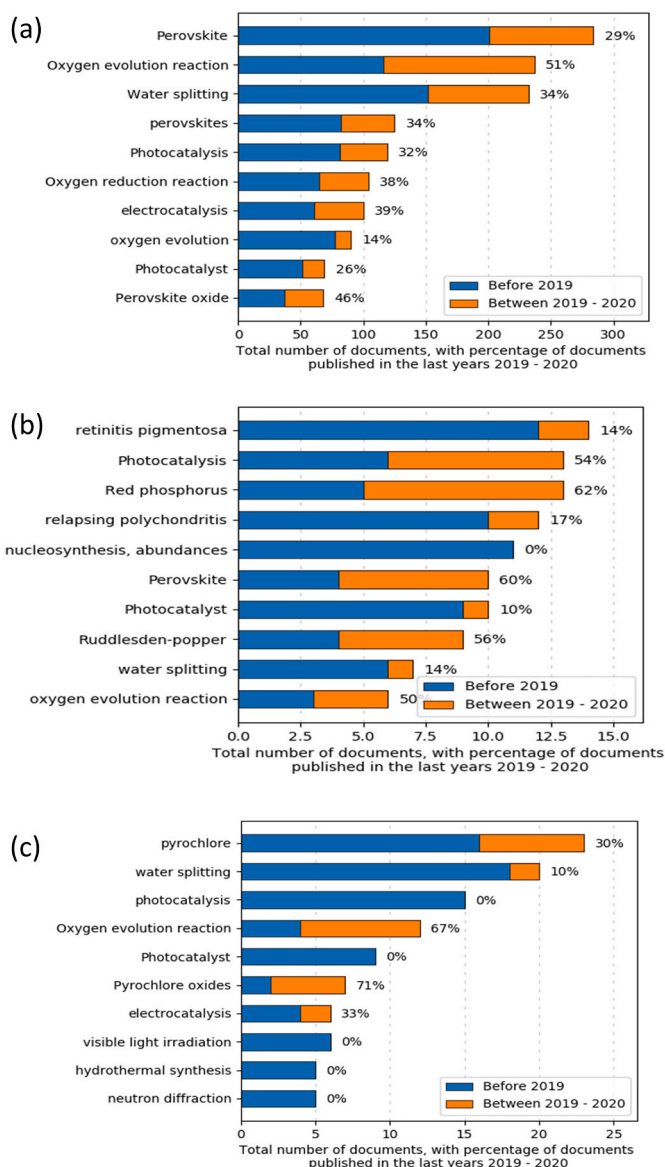 (a)
Perovskite 29%
Oxygen evolution reaction 51%
Water splitting 34%
perovskites 34%
Photocatalysis 32%
Oxygen reduction reaction 38%
electrocatalysis 39%
oxygen evolution 14%
Photocatalyst 26%
Perovskite oxide 46%
Before 2019
Between 2019 - 2020
0 50 100 150 200 250 300
Total number of documents, with percentage of documents
published in the last years 2019 - 2020
(b)
retinitis pigmentosa 14%
Photocatalysis 54%
Red phosphorus 62%
relapsing polychondritis 17%
nucleosynthesis, abundances 0%
Perovskite 60%
Photocatalyst 10%
Ruddlesden-popper 56%
water splitting 14%
oxygen evolution reaction 50
Before 2019
Between 2019 - 2020
0.0 2.5 5.0 7.5 10.0 12.5 15.0
Total number of documents, with percentage of documents
published in the last years 2019 - 2020
(c)
pyrochlore 30%
water splitting 10%
photocatalysis 0%
Oxygen evolution reaction 67%
Photocatalyst 0%
Pyrochlore oxides 71%
electrocatalysis 33%
visible light irradiation 0%
hydrothermal synthesis 0%
neutron diffraction 0%
Before 2019
Between 2019 - 2020
0 5 10 15 20 25
Total number of documents, with percentage of documents
published in the last years 2019 - 2020